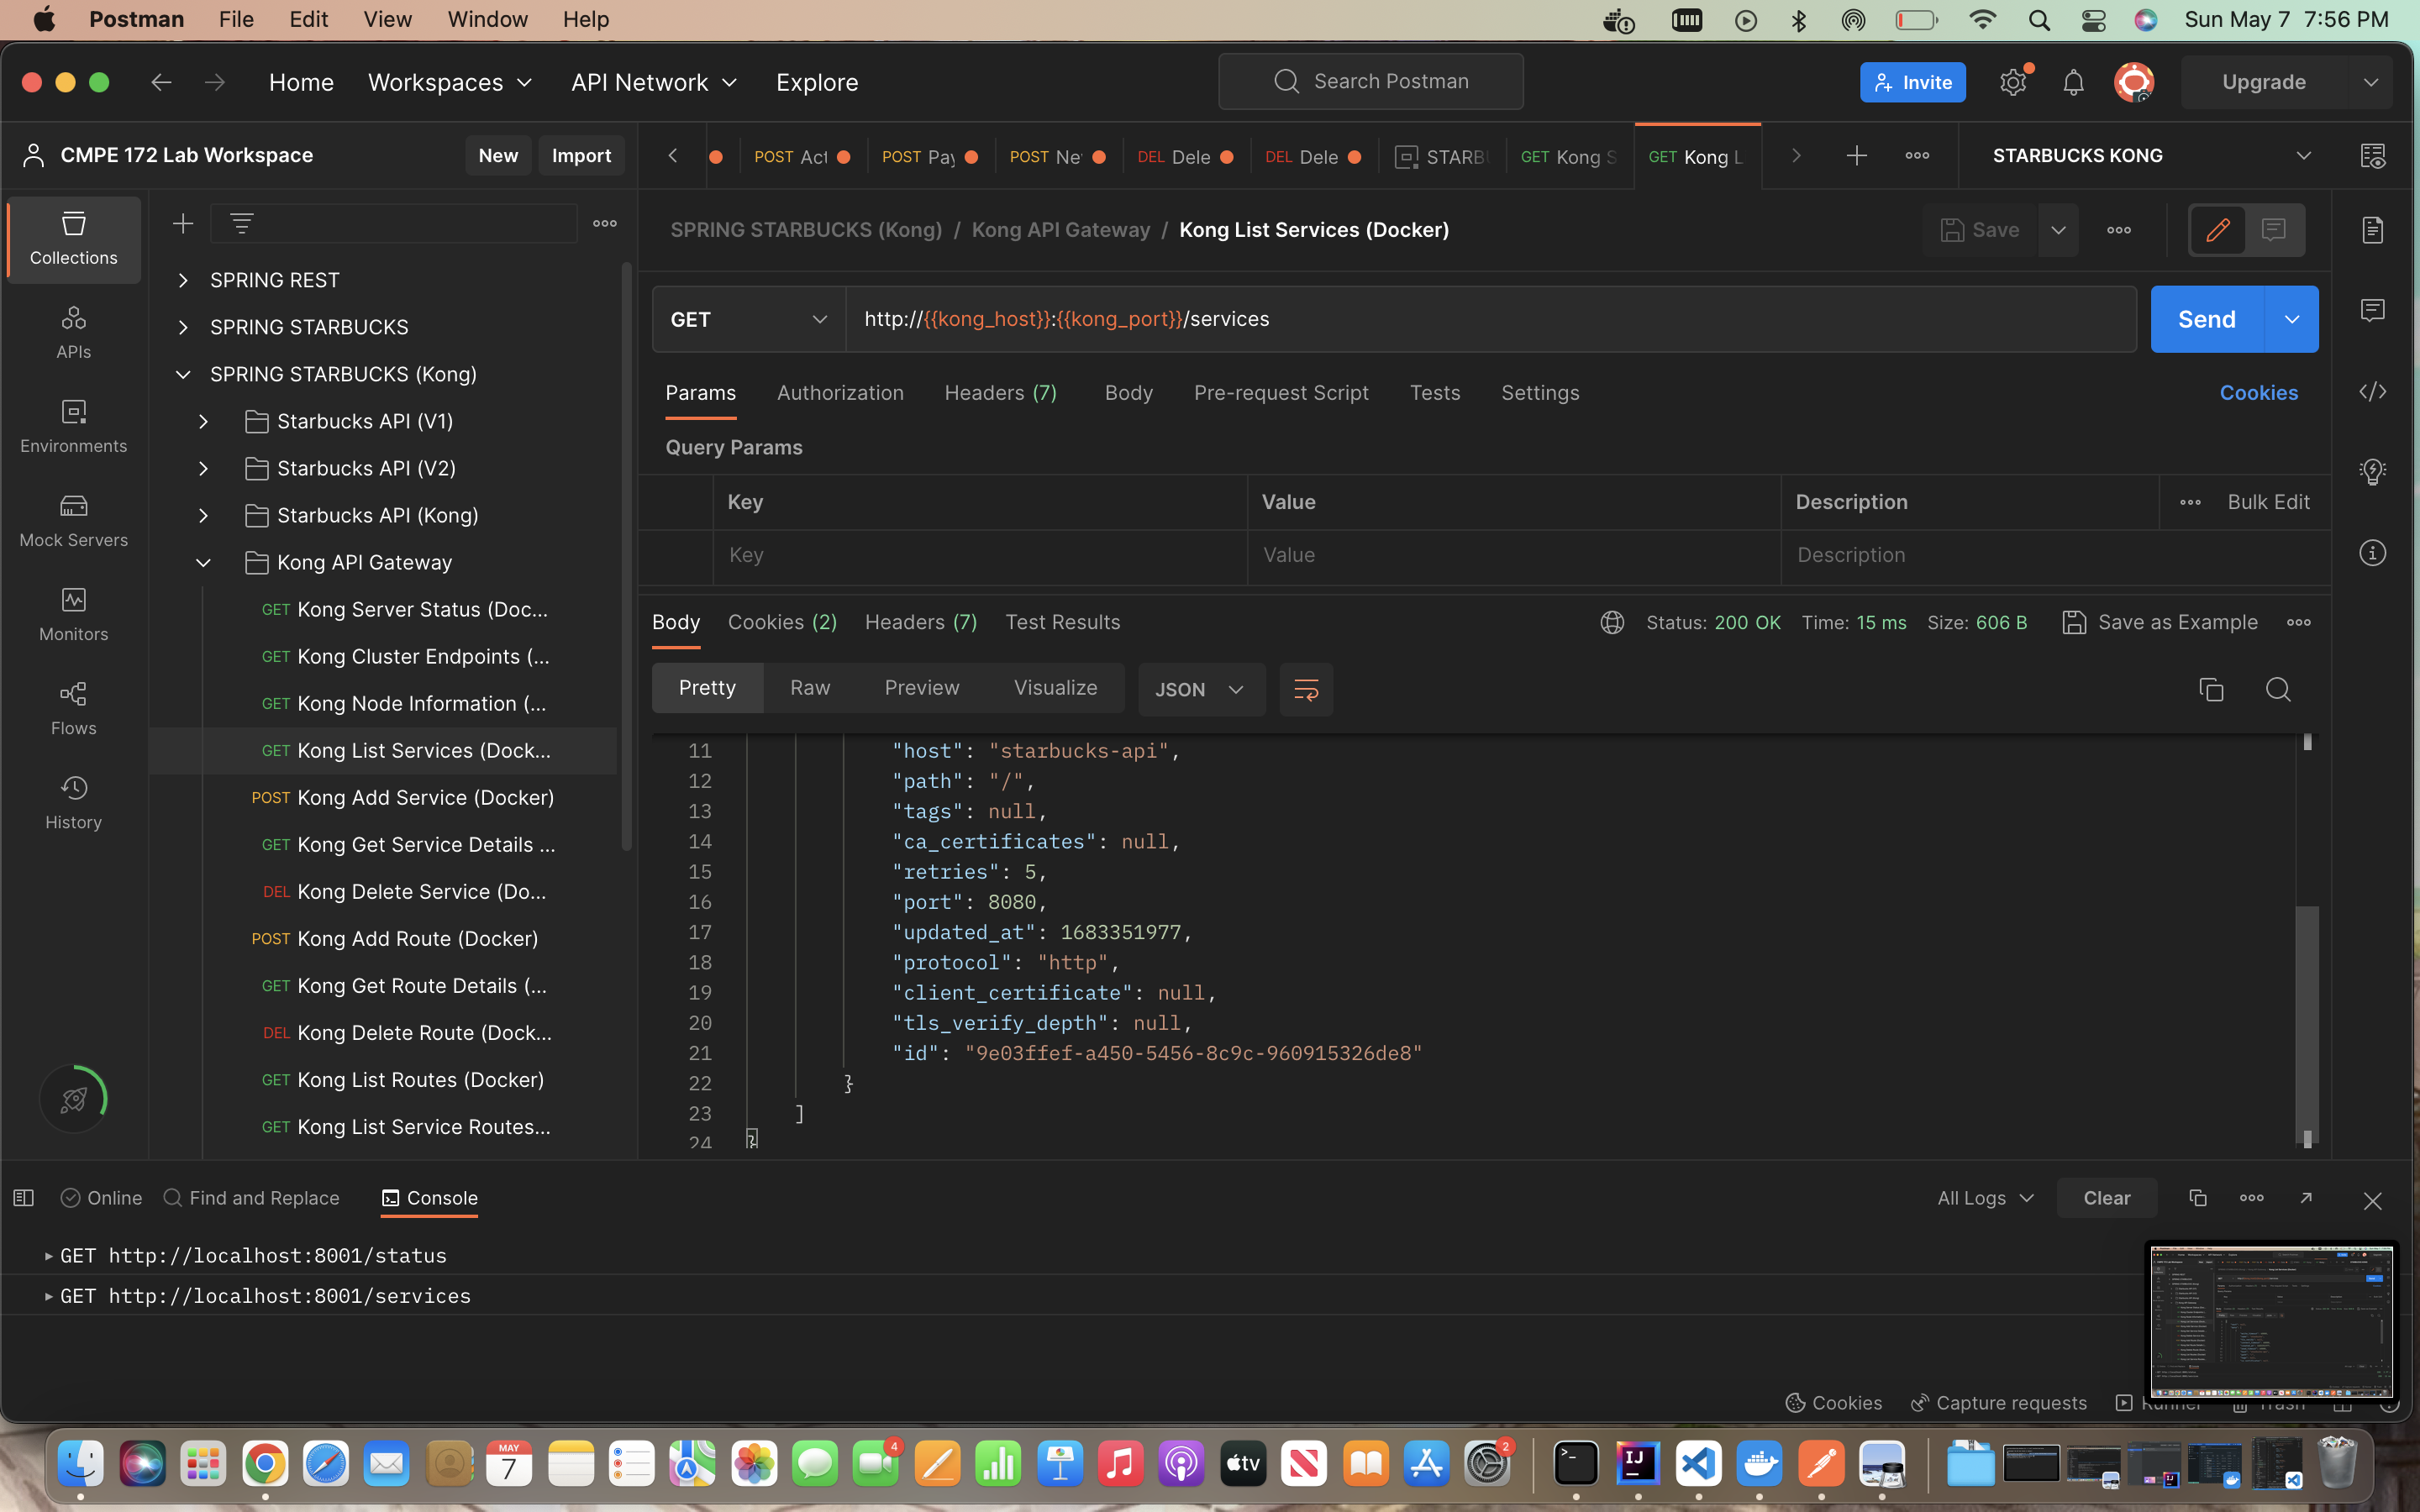 Postman File Edit View Window Help Sun May 7 7:56 PM
Home Workspaces API Network Explore Search Postman Invite Upgrade
CMPE 172 Lab Workspace New Import POST Act POST Pay POST Ne DEL Dele DEL Dele STARBU GET Kong S GET Kong L STARBUCKS KONG
Collections
APIs
Environments
Mock Servers
Monitors
Flows
History
SPRING REST
SPRING STARBUCKS
SPRING STARBUCKS (Kong)
Starbucks API (V1)
Starbucks API (V2)
Starbucks API (Kong)
Kong API Gateway
GET Kong Server Status (Doc...
GET Kong Cluster Endpoints (...
GET Kong Node Information (...
GET Kong List Services (Dock...
POST Kong Add Service (Docker)
GET Kong Get Service Details ...
DEL Kong Delete Service (Do...
POST Kong Add Route (Docker)
GET Kong Get Route Details (...
DEL Kong Delete Route (Dock...
GET Kong List Routes (Docker)
GET Kong List Service Routes...
SPRING STARBUCKS (Kong) / Kong API Gateway / Kong List Services (Docker) Save
GET http://{{kong_host}}:{{kong_port}}/services Send
Params Authorization Headers (7) Body Pre-request Script Tests Settings Cookies
Query Params
Key Value Description Bulk Edit
Key Value Description
Body Cookies (2) Headers (7) Test Results Status: 200 OK Time: 15 ms Size: 606 B Save as Example
Pretty Raw Preview Visualize JSON
11 "host": "starbucks-api",
12 "path": "/",
13 "tags": null,
14 "ca_certificates": null,
15 "retries": 5,
16 "port": 8080,
17 "updated_at": 1683351977,
18 "protocol": "http",
19 "client_certificate": null,
20 "tls_verify_depth": null,
21 "id": "9e03ffef-a450-5456-8c9c-960915326de8"
22 }
23 ]
24 }
Online Find and Replace Console All Logs Clear
GET http://localhost:8001/status
GET http://localhost:8001/services
Cookies Capture requests Runner Trash
MAY
7
4
tv
2
IJ